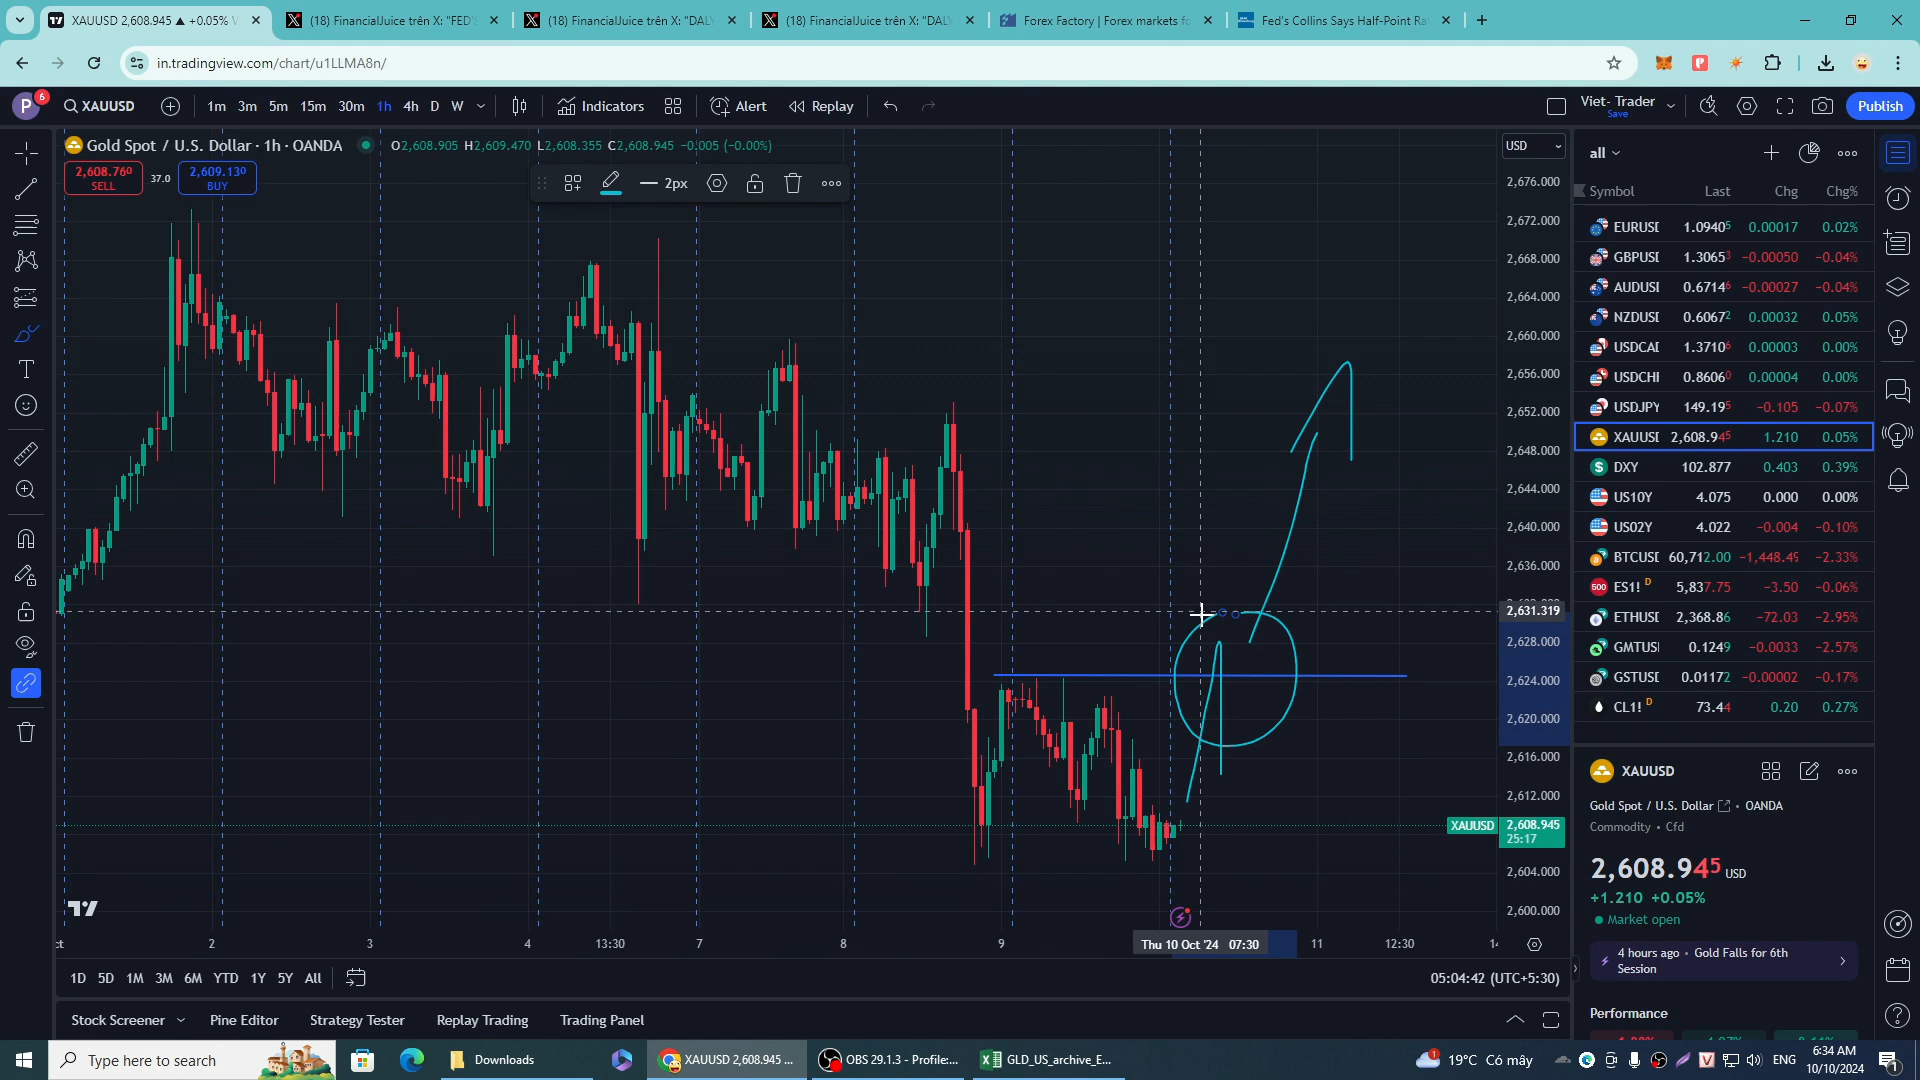 XAUUSD 2,608.945 ▲ +0.05% V
(18) FinancialJuice trên X: "FED'S
(18) FinancialJuice trên X: "DALY
(18) FinancialJuice trên X: "DALY
Forex Factory | Forex markets fo
Fed's Collins Says Half-Point Ra
in.tradingview.com/chart/u1LLMA8n/
P 6 XAUUSD 1m 3m 5m 15m 30m 1h 4h D W Indicators Alert Replay Viet- Trader Save Publish
Gold Spot / U.S. Dollar · 1h · OANDA O2,608.905 H2,609.470 L2,608.355 C2,608.945 −0.005 (−0.00%)
2,608.760 SELL 37.0 2,609.130 BUY
2px
USD
2,676.000
2,672.000
2,668.000
2,664.000
2,660.000
2,656.000
2,652.000
2,648.000
2,644.000
2,640.000
2,636.000
2,631.319
2,628.000
2,624.000
2,620.000
2,616.000
2,612.000
XAUUSD 2,608.945
25:17
2,604.000
2,600.000
2 3 4 13:30 7 8 9 Thu 10 Oct '24 07:30 11 12:30
1D 5D 1M 3M 6M YTD 1Y 5Y All 05:04:42 (UTC+5:30)
Stock Screener Pine Editor Strategy Tester Replay Trading Trading Panel
all
Symbol Last Chg Chg%
EURUSI 1.09405 0.00017 0.02%
GBPUSI 1.30653 −0.00050 −0.04%
AUDUSI 0.67146 −0.00027 −0.04%
NZDUSI 0.60672 0.00032 0.05%
USDCAI 1.37106 0.00003 0.00%
USDCHI 0.86060 0.00004 0.00%
USDJPY 149.195 −0.105 −0.07%
XAUUSI 2,608.945 1.210 0.05%
DXY 102.877 0.403 0.39%
US10Y 4.075 0.000 0.00%
US02Y 4.022 −0.004 −0.10%
BTCUSI 60,712.00 −1,448.49 −2.33%
500 ES1! D 5,837.75 −3.50 −0.06%
ETHUSI 2,368.86 −72.03 −2.95%
GMTUSI 0.1249 −0.0033 −2.57%
GSTUSI 0.01172 −0.00002 −0.17%
CL1! D 73.44 0.20 0.27%
XAUUSD
Gold Spot / U.S. Dollar • OANDA
Commodity • Cfd
2,608.945 USD
+1.210 +0.05%
Market open
4 hours ago • Gold Falls for 6th
Session
Performance
Type here to search
Downloads
XAUUSD 2,608.945 ...
OBS 29.1.3 - Profile:...
GLD_US_archive_E...
1 19°C Có mây
ENG
6:34 AM
10/10/2024
1